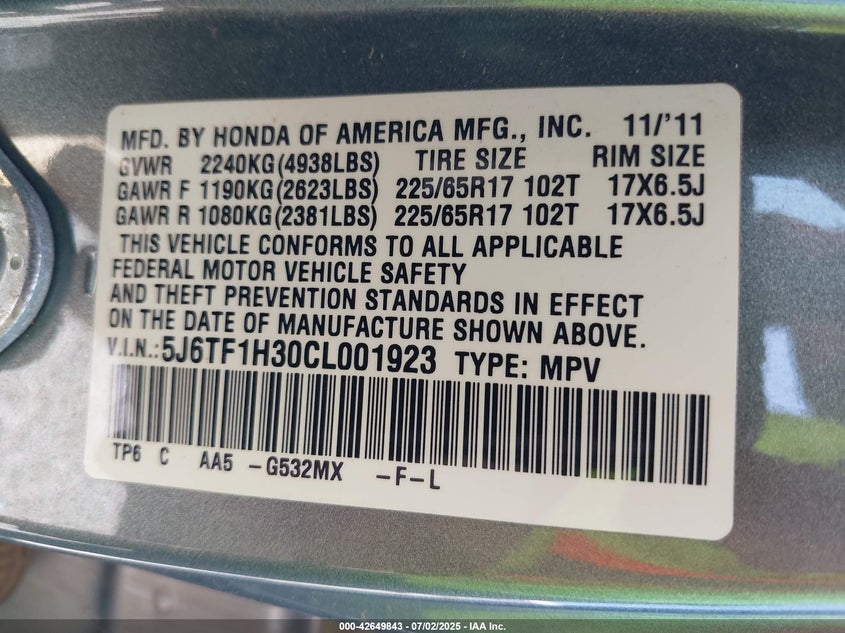 MFD. BY HONDA OF AMERICA MFG., INC. 11/'11
GVWR 2240KG(4938LBS) TIRE SIZE RIM SIZE
GAWR F 1190KG(2623LBS) 225/65R17 102T 17X6.5J
GAWR R 1080KG(2381LBS) 225/65R17 102T 17X6.5J
THIS VEHICLE CONFORMS TO ALL APPLICABLE
FEDERAL MOTOR VEHICLE SAFETY
AND THEFT PREVENTION STANDARDS IN EFFECT
ON THE DATE OF MANUFACTURE SHOWN ABOVE.
V.I.N.:5J6TF1H30CL001923 TYPE: MPV
TP6 C AA5 -G532MX -F-L
000-42649843 - 07/02/2025 - IAA Inc.